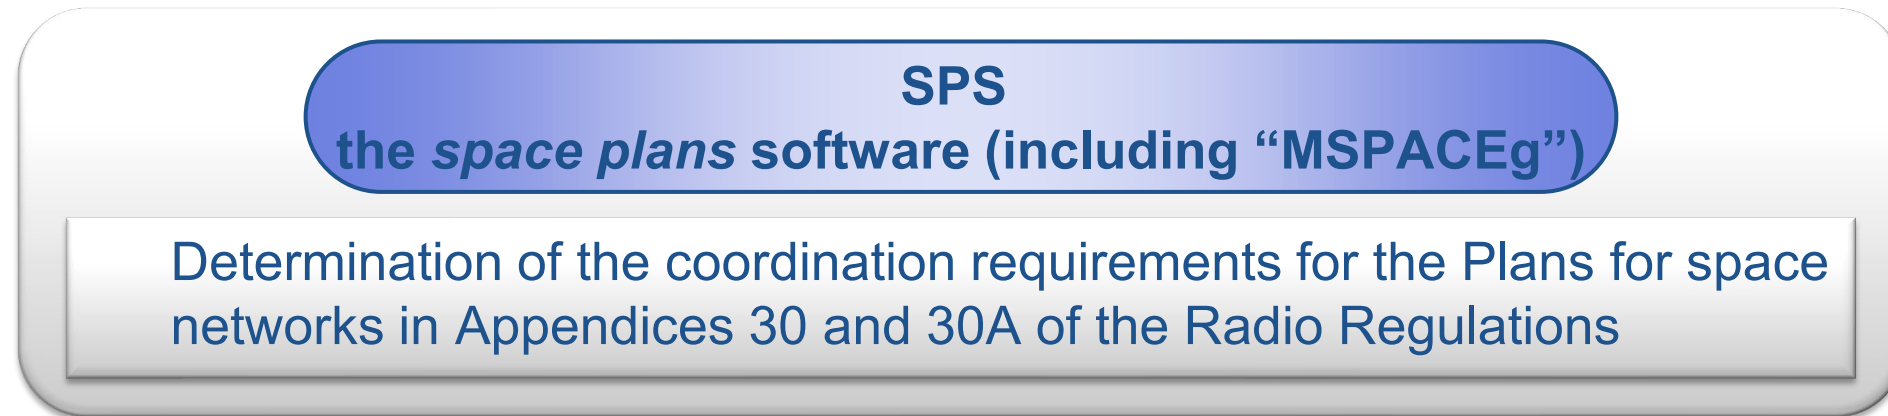 SPS
the space plans software (including “MSPACEg”)
Determination of the coordination requirements for the Plans for space
networks in Appendices 30 and 30A of the Radio Regulations